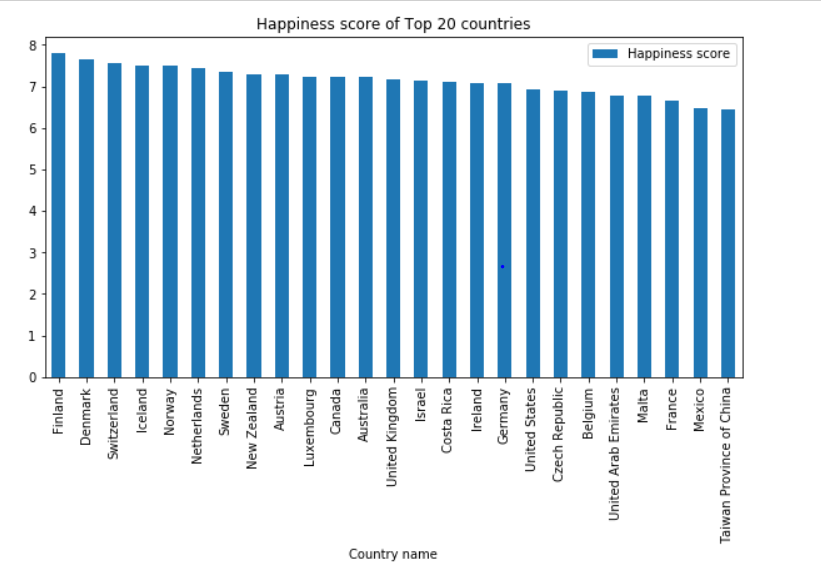 Happiness score of Top 20 countries
Happiness score
8
7
6
5
4
3
2
1
0
Finland
Denmark
Switzerland
Iceland
Norway
Netherlands
Sweden
New Zealand
Austria
Luxembourg
Canada
Australia
United Kingdom
Israel
Costa Rica
Ireland
Germany
United States
Czech Republic
Belgium
United Arab Emirates
Malta
France
Mexico
Taiwan Province of China
Country name